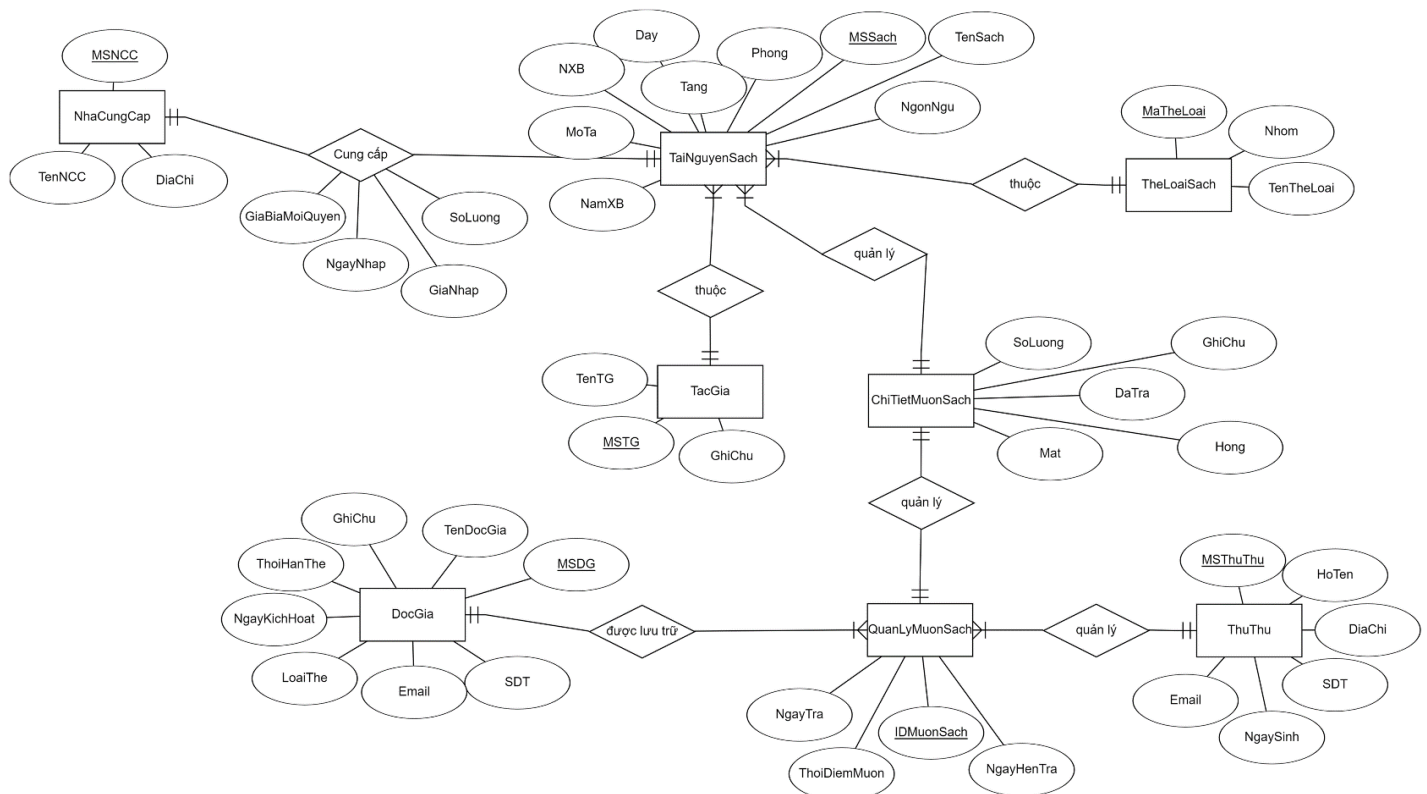 MSNCC
NhaCungCap
TenNCC
DiaChi
Cung cấp
GiaBiaMoiQuyen
NgayNhap
GiaNhap
SoLuong
Day
NXB
Tang
Phong
MSSach
TenSach
NgonNgu
MoTa
TaiNguyenSach
NamXB
thuộc
MaTheLoai
Nhom
TheLoaiSach
TenTheLoai
quản lý
thuộc
TenTG
TacGia
MSTG
GhiChu
SoLuong
GhiChu
ChiTietMuonSach
DaTra
Mat
Hong
quản lý
GhiChu
TenDocGia
ThoiHanThe
MSDG
NgayKichHoat
DocGia
LoaiThe
Email
SDT
được lưu trữ
QuanLyMuonSach
NgayTra
ThoiDiemMuon
IDMuonSach
NgayHenTra
quản lý
MSThuThu
HoTen
ThuThu
DiaChi
Email
SDT
NgaySinh